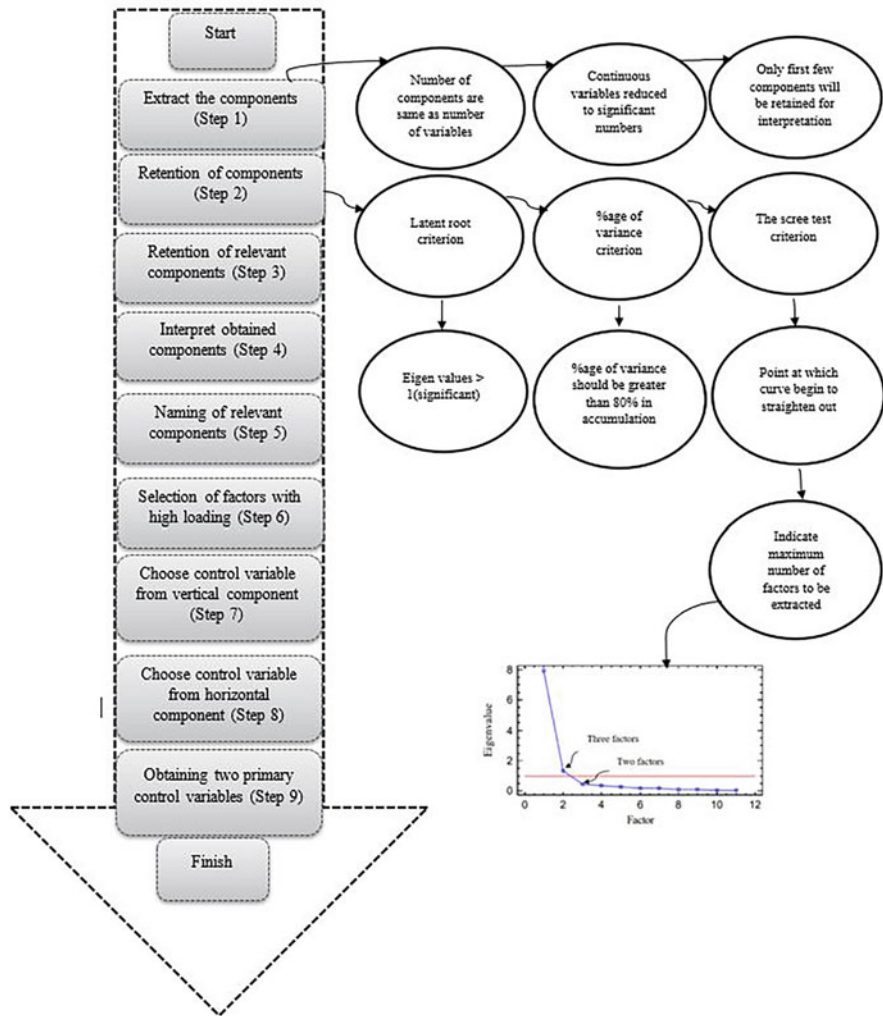 Start
Extract the components
(Step 1)
Retention of components
(Step 2)
Retention of relevant
components (Step 3)
Interpret obtained
components (Step 4)
Naming of relevant
components (Step 5)
Selection of factors with
high loading (Step 6)
Choose control variable
from vertical component
(Step 7)
Choose control variable
from horizontal
component (Step 8)
Obtaining two primary
control variables (Step 9)
Finish
Number of
components are
same as number
of variables
Continuous
variables reduced
to significant
numbers
Only first few
components will
be retained for
interpretation
Latent root
criterion
%age of
variance
criterion
The scree test
criterion
Eigen values >
1(significant)
%age of variance
should be greater
than 80% in
accumulation
Point at which
curve begin to
straighten out
Indicate
maximum
number of
factors to be
extracted
Eigenvalue
8
6
4
2
0
Three factors
Two factors
0 2 4 6 8 10 12
Factor